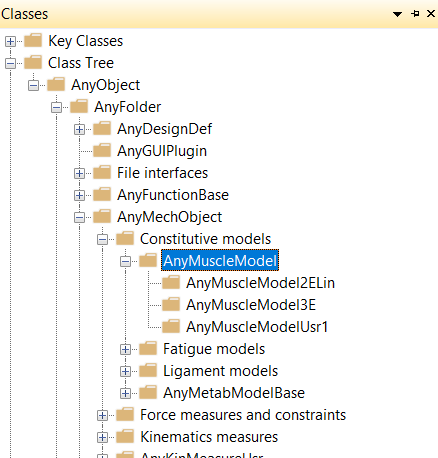 Classes
Key Classes
Class Tree
AnyObject
AnyFolder
AnyDesignDef
AnyGUIPlugin
File interfaces
AnyFunctionBase
AnyMechObject
Constitutive models
AnyMuscleModel
AnyMuscleModel2ELin
AnyMuscleModel3E
AnyMuscleModelUsr1
Fatigue models
Ligament models
AnyMetabModelBase
Force measures and constraints
Kinematics measures
AnyKinMeasureUsr